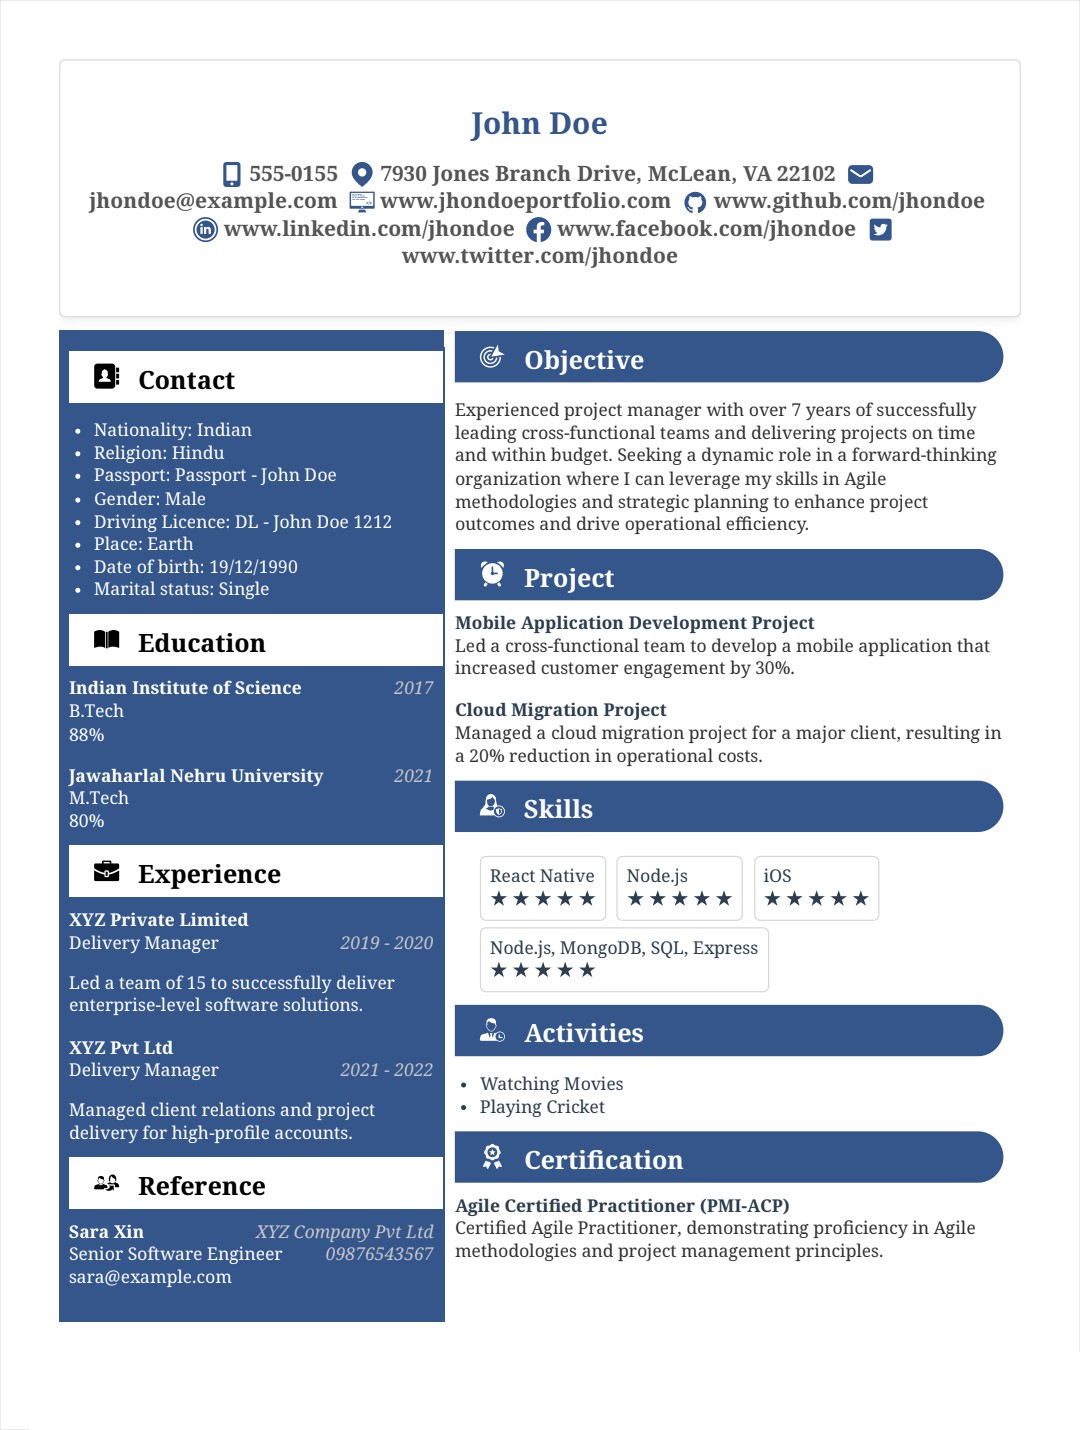 John Doe
555-0155 7930 Jones Branch Drive, McLean, VA 22102
jhondoe@example.com www.jhondoeportfolio.com www.github.com/jhondoe
www.linkedin.com/jhondoe www.facebook.com/jhondoe
www.twitter.com/jhondoe
Contact
• Nationality: Indian
• Religion: Hindu
• Passport: Passport - John Doe
• Gender: Male
• Driving Licence: DL - John Doe 1212
• Place: Earth
• Date of birth: 19/12/1990
• Marital status: Single
Education
Indian Institute of Science 2017
B.Tech
88%
Jawaharlal Nehru University 2021
M.Tech
80%
Experience
XYZ Private Limited
Delivery Manager 2019 - 2020
Led a team of 15 to successfully deliver
enterprise-level software solutions.
XYZ Pvt Ltd
Delivery Manager 2021 - 2022
Managed client relations and project
delivery for high-profile accounts.
Reference
Sara Xin XYZ Company Pvt Ltd
Senior Software Engineer 09876543567
sara@example.com
Objective
Experienced project manager with over 7 years of successfully
leading cross-functional teams and delivering projects on time
and within budget. Seeking a dynamic role in a forward-thinking
organization where I can leverage my skills in Agile
methodologies and strategic planning to enhance project
outcomes and drive operational efficiency.
Project
Mobile Application Development Project
Led a cross-functional team to develop a mobile application that
increased customer engagement by 30%.
Cloud Migration Project
Managed a cloud migration project for a major client, resulting in
a 20% reduction in operational costs.
Skills
React Native Node.js iOS
★★★★★ ★★★★★ ★★★★★
Node.js, MongoDB, SQL, Express
★★★★★
Activities
• Watching Movies
• Playing Cricket
Certification
Agile Certified Practitioner (PMI-ACP)
Certified Agile Practitioner, demonstrating proficiency in Agile
methodologies and project management principles.